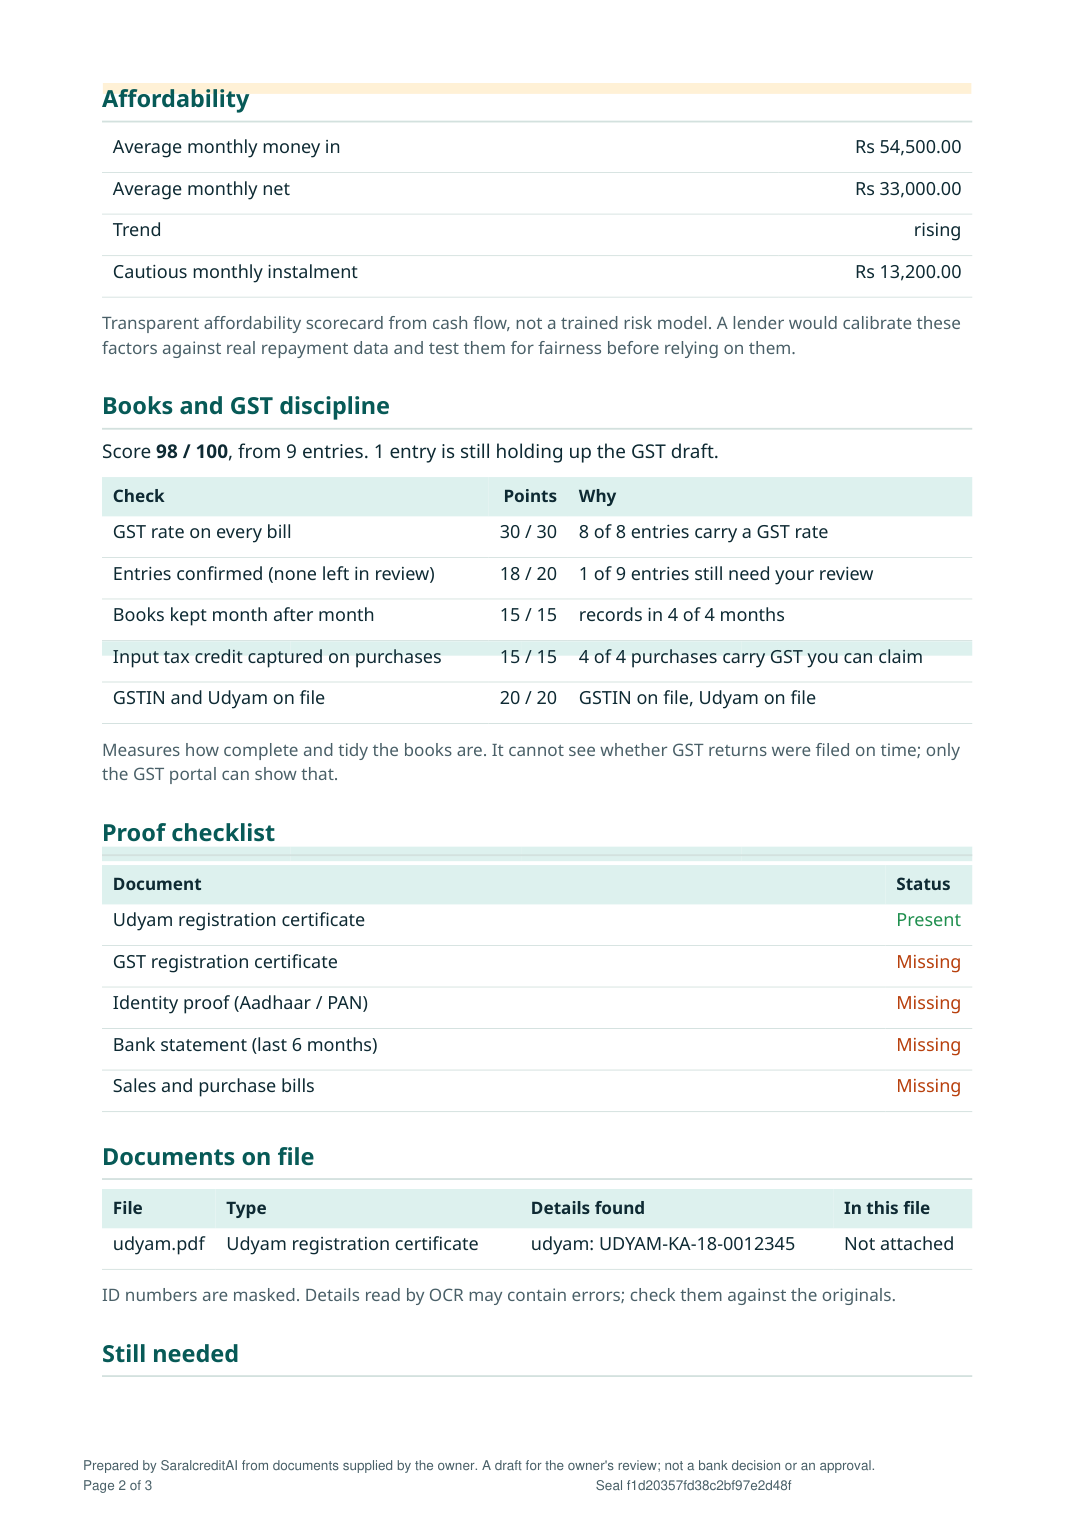 Affordability
Average monthly money in Rs 54,500.00
Average monthly net Rs 33,000.00
Trend rising
Cautious monthly instalment Rs 13,200.00
Transparent affordability scorecard from cash flow, not a trained risk model. A lender would calibrate these
factors against real repayment data and test them for fairness before relying on them.
Books and GST discipline
Score 98 / 100, from 9 entries. 1 entry is still holding up the GST draft.
Check Points Why
GST rate on every bill 30 / 30 8 of 8 entries carry a GST rate
Entries confirmed (none left in review) 18 / 20 1 of 9 entries still need your review
Books kept month after month 15 / 15 records in 4 of 4 months
Input tax credit captured on purchases 15 / 15 4 of 4 purchases carry GST you can claim
GSTIN and Udyam on file 20 / 20 GSTIN on file, Udyam on file
Measures how complete and tidy the books are. It cannot see whether GST returns were filed on time; only
the GST portal can show that.
Proof checklist
Document Status
Udyam registration certificate Present
GST registration certificate Missing
Identity proof (Aadhaar / PAN) Missing
Bank statement (last 6 months) Missing
Sales and purchase bills Missing
Documents on file
File Type Details found In this file
udyam.pdf Udyam registration certificate udyam: UDYAM-KA-18-0012345 Not attached
ID numbers are masked. Details read by OCR may contain errors; check them against the originals.
Still needed
Prepared by SaralcreditAI from documents supplied by the owner. A draft for the owner's review; not a bank decision or an approval.
Page 2 of 3 Seal f1d20357fd38c2bf97e2d48f